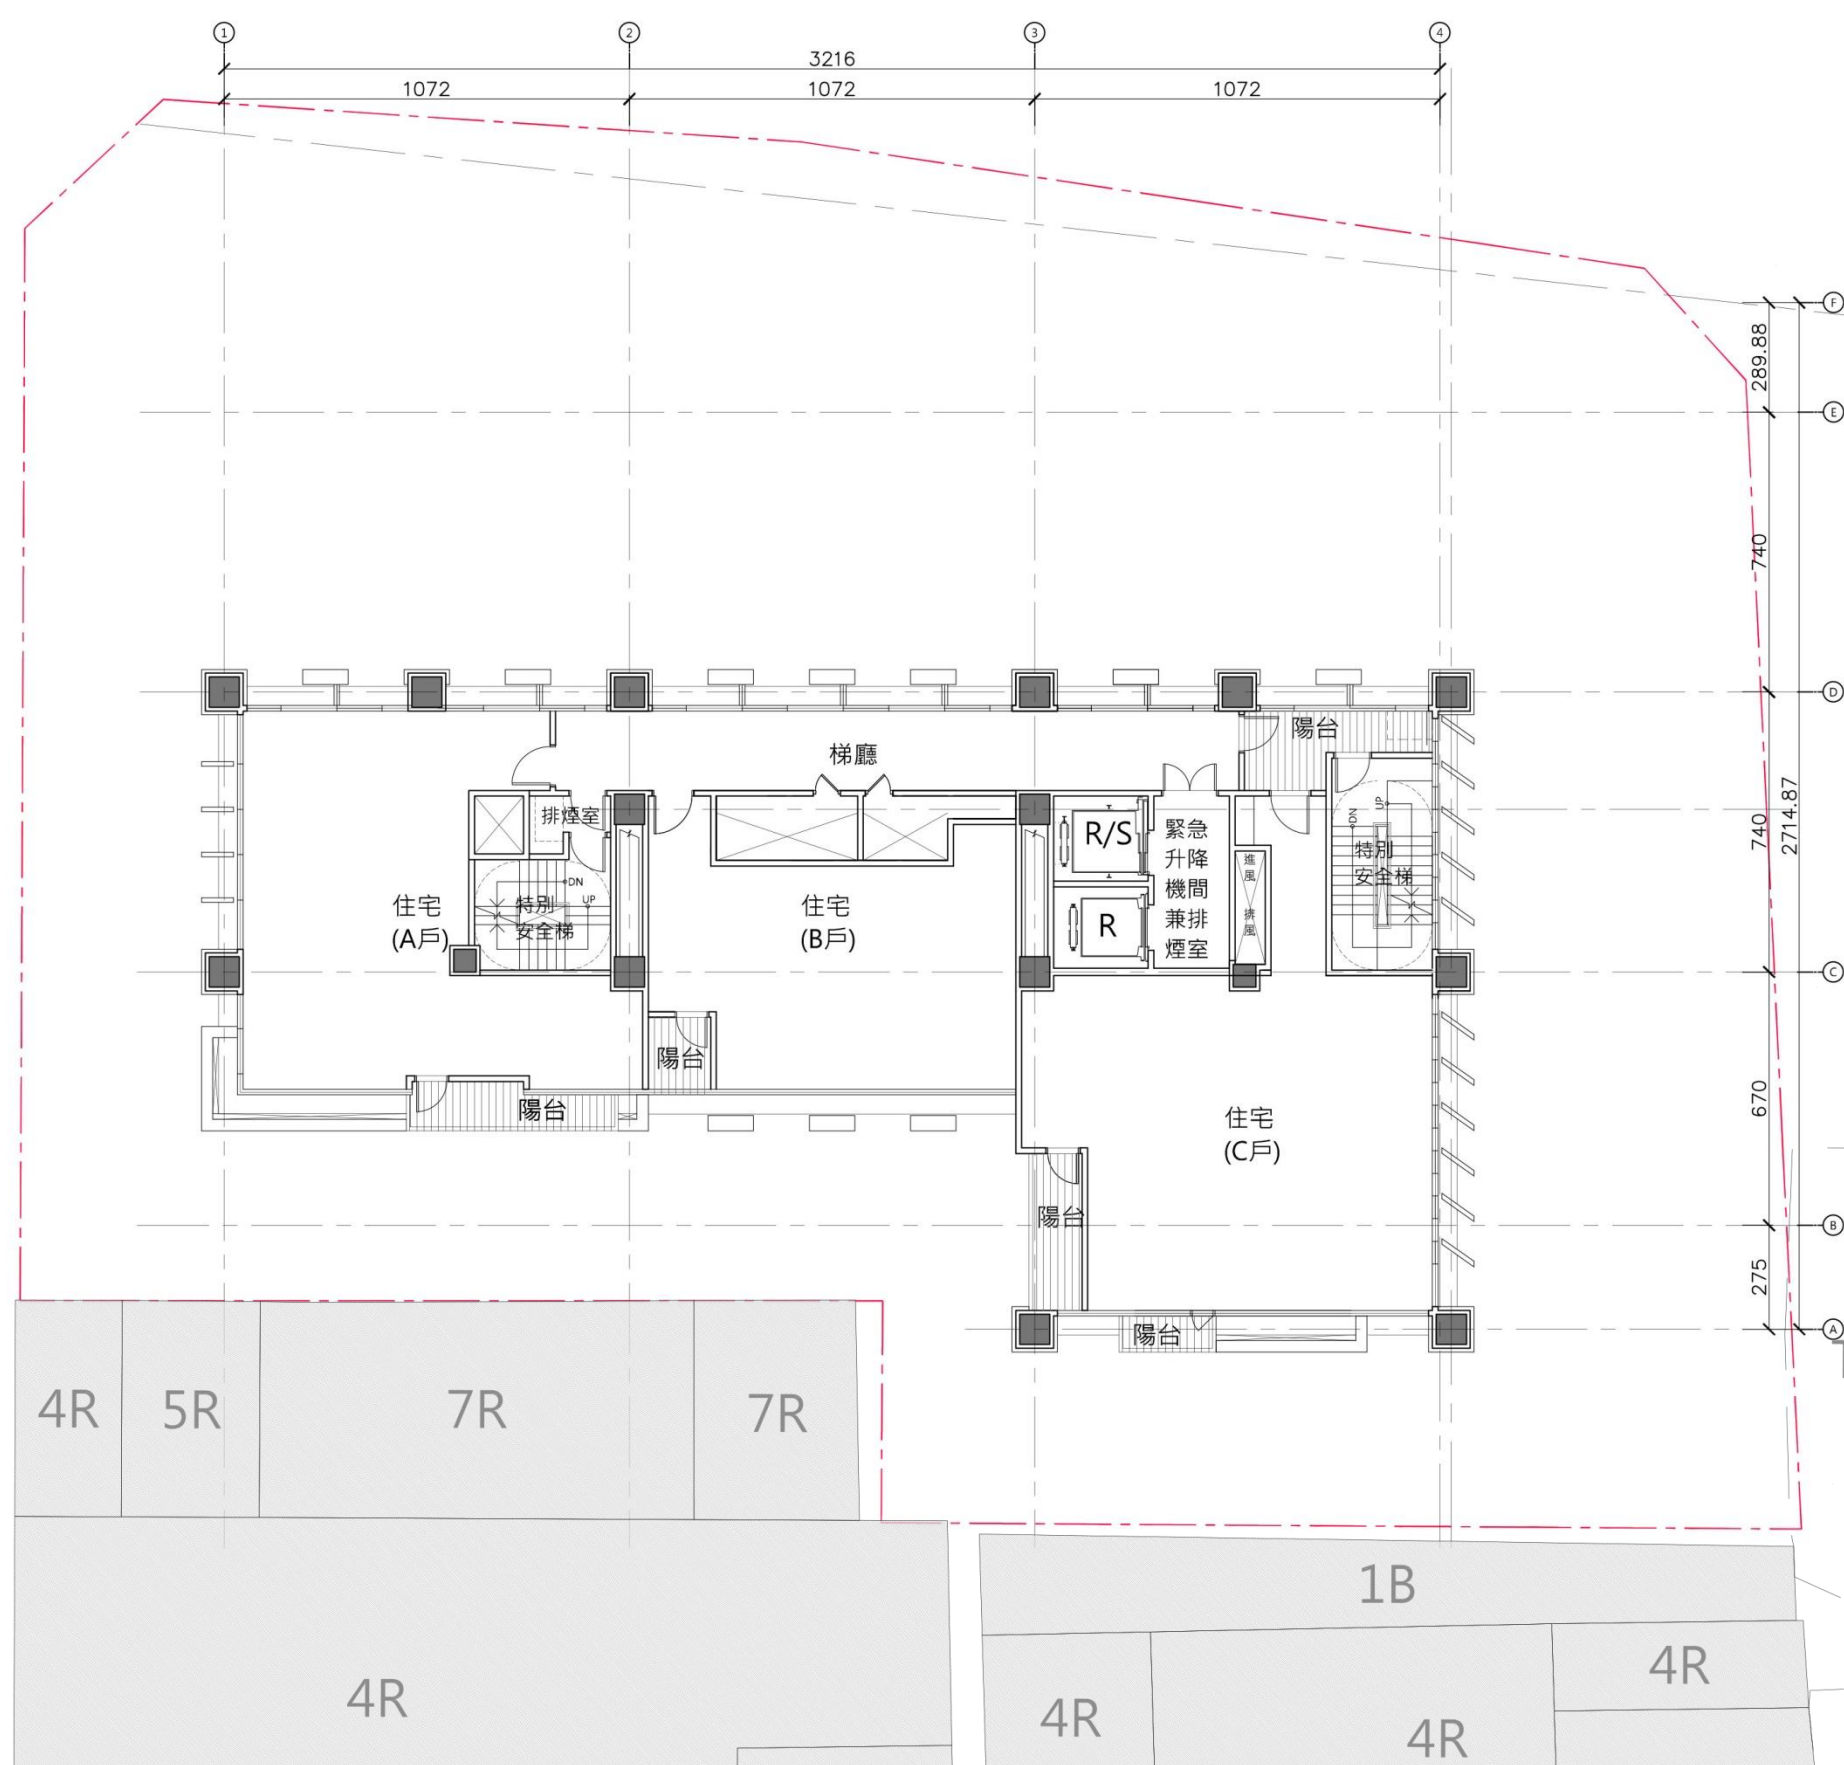 1
2
3
4
3216
1072
1072
1072
F
289.88
E
740
D
陽台
梯廳
排煙室
R/S
緊急
升降
機間
兼排
煙室
UP
DN
740
2714.87
特別
安全梯
進風
排風
DN
UP
特別
安全梯
住宅
(A戶)
住宅
(B戶)
R
C
陽台
陽台
670
住宅
(C戶)
陽台
B
275
陽台
A
4R
5R
7R
7R
1B
4R
4R
4R
4R